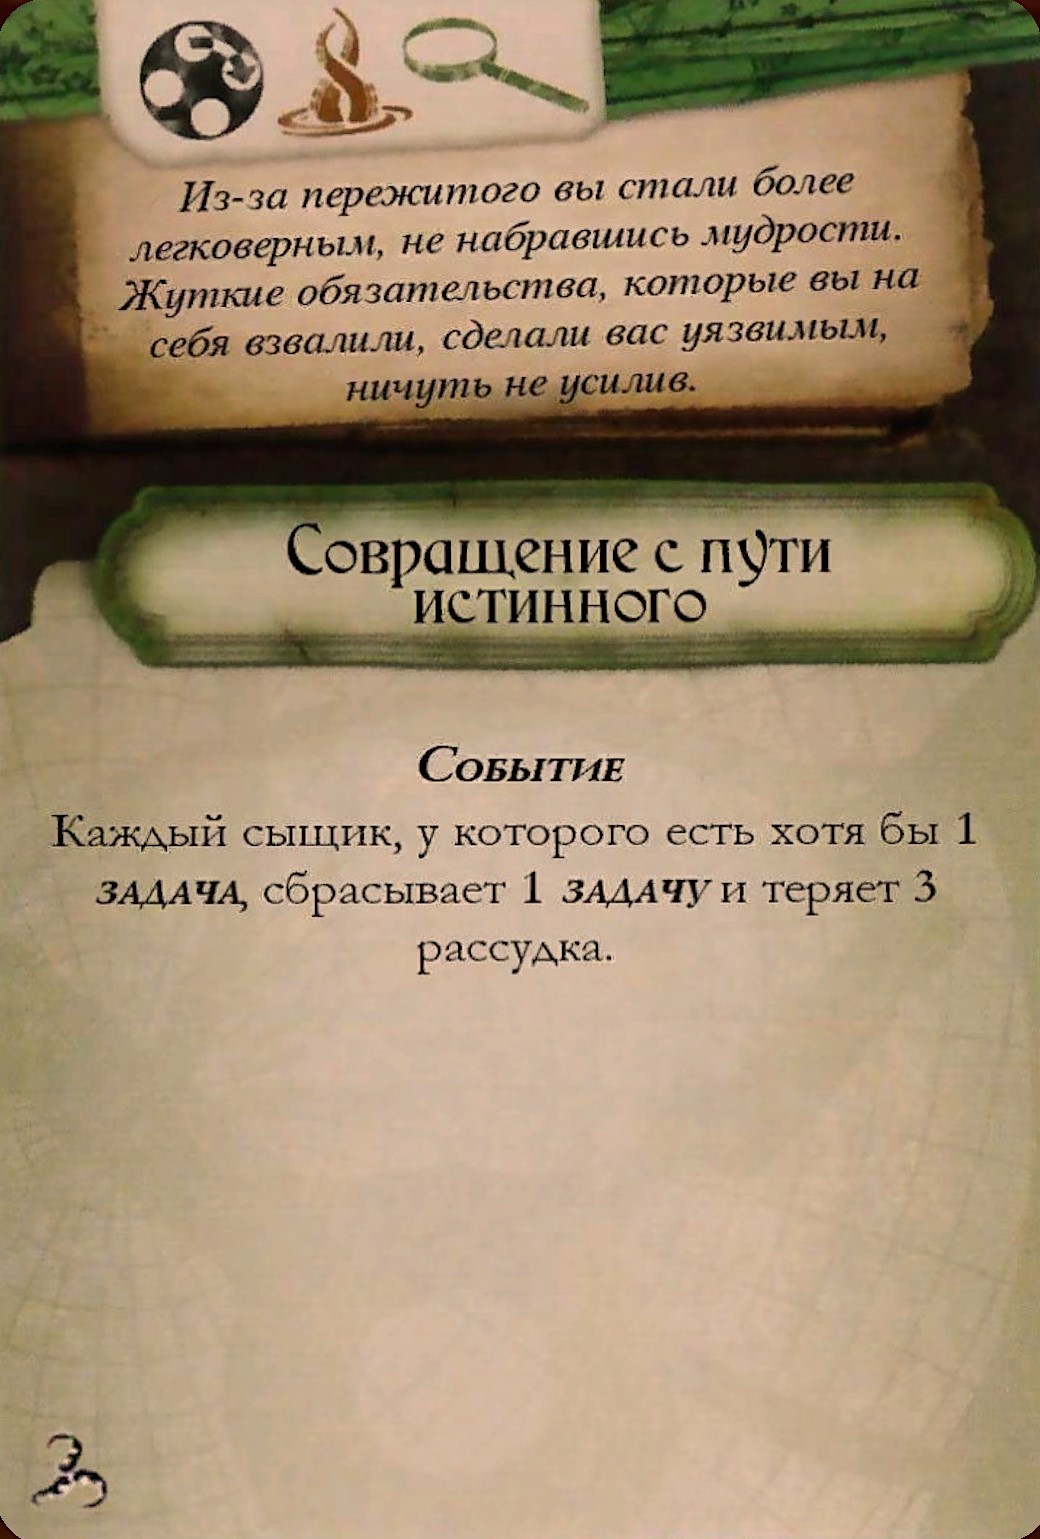 Из-за пережитого вы стали более
легковерным, не набравшись мудрости.
Жуткие обязательства, которые вы на
себя взвалили, сделали вас уязвимым,
ничуть не усилив.
Совращение с пути
истинного
Событие
Каждый сыщик, у которого есть хотя бы 1
ЗАДАЧА, сбрасывает 1 ЗАДАЧУ и теряет 3
рассудка.